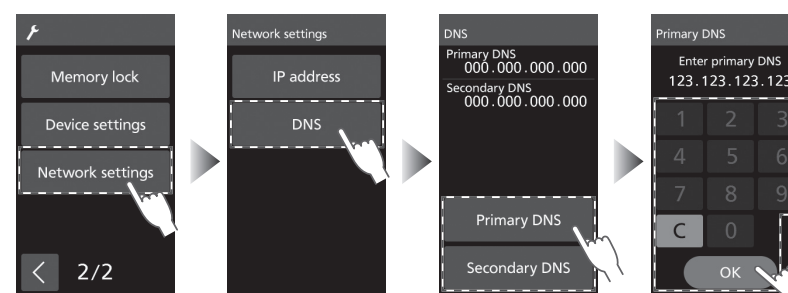 Memory lock
Device settings
Network settings
2/2
Network settings
IP address
DNS
DNS
Primary DNS
000.000.000.000
Secondary DNS
000.000.000.000
Primary DNS
Secondary DNS
Primary DNS
Enter primary DNS
123.123.123.123
1 2 3
4 5 6
7 8 9
C 0
OK